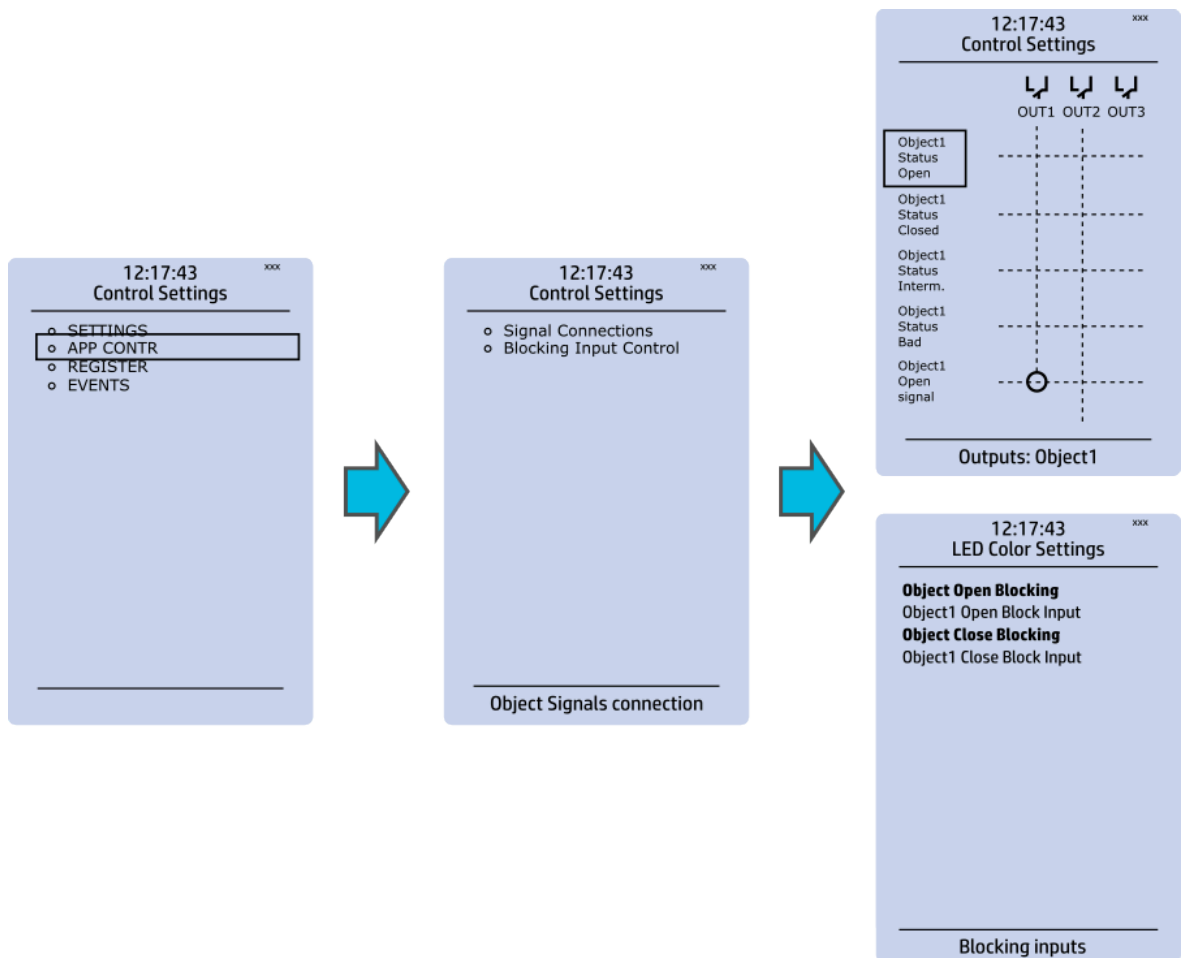 12:17:43 xxx
Control Settings
SETTINGS
APP CONTR
REGISTER
EVENTS
12:17:43 xxx
Control Settings
Signal Connections
Blocking Input Control
Object Signals connection
12:17:43 xxx
Control Settings
OUT1 OUT2 OUT3
Object1
Status
Open
Object1
Status
Closed
Object1
Status
Interm.
Object1
Status
Bad
Object1
Open
signal
Outputs: Object1
12:17:43 xxx
LED Color Settings
Object Open Blocking
Object1 Open Block Input
Object Close Blocking
Object1 Close Block Input
Blocking inputs